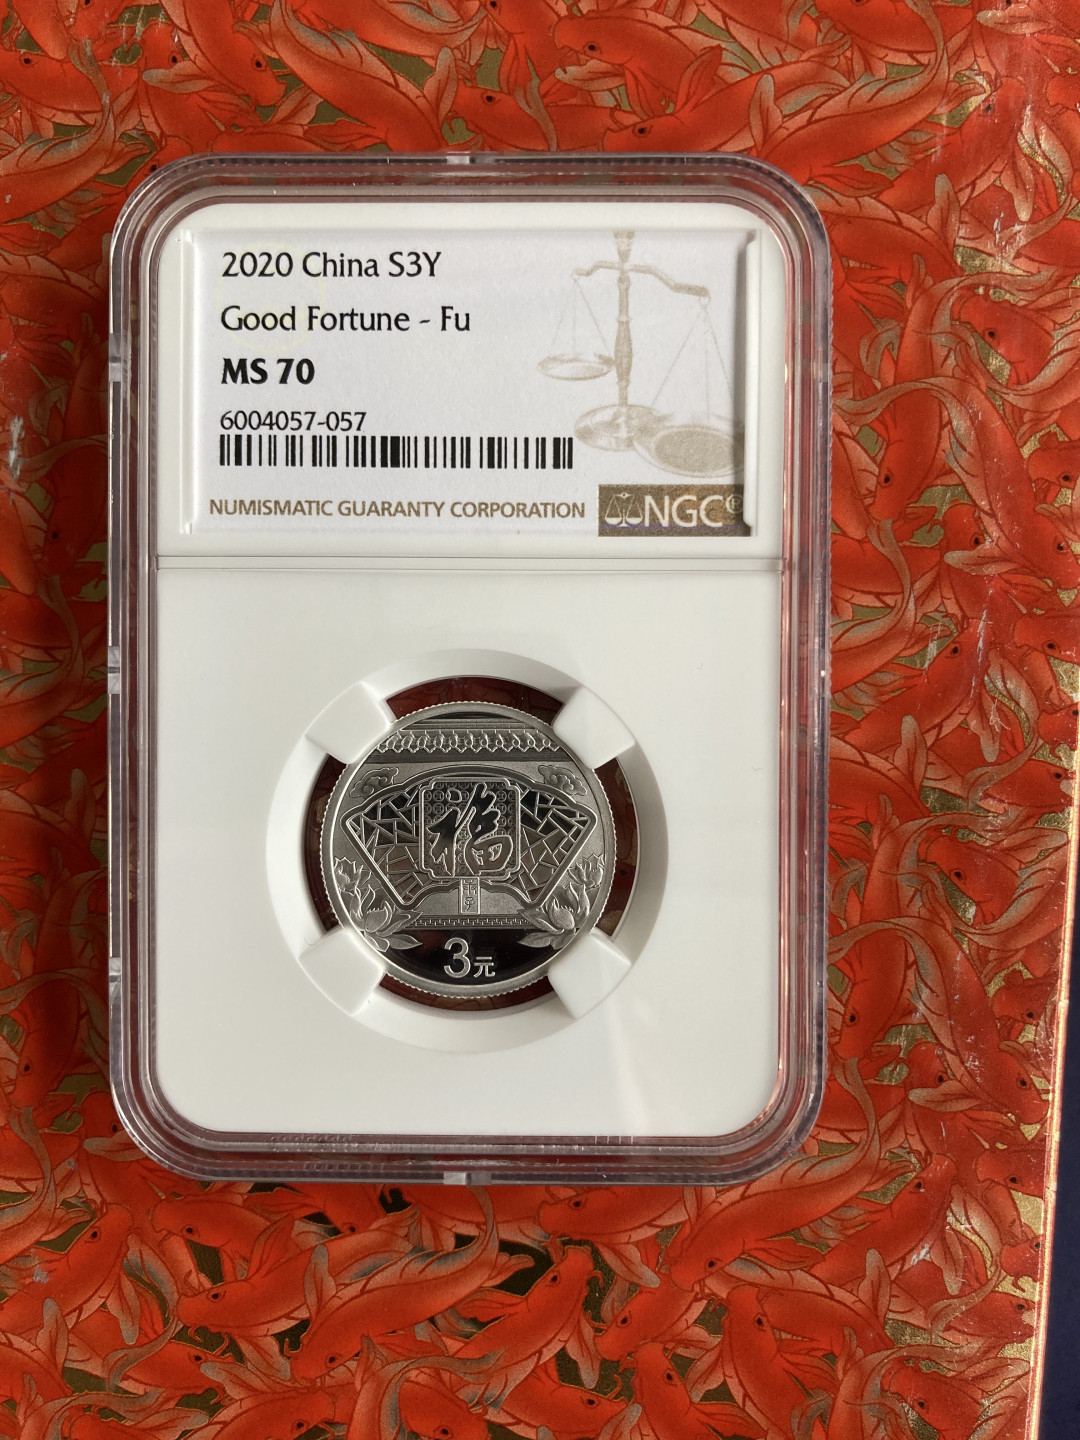 2020 China S3Y
Good Fortune - Fu
MS 70
6004057-057
NUMISMATIC GUARANTY CORPORATION
NGC®
福
3元